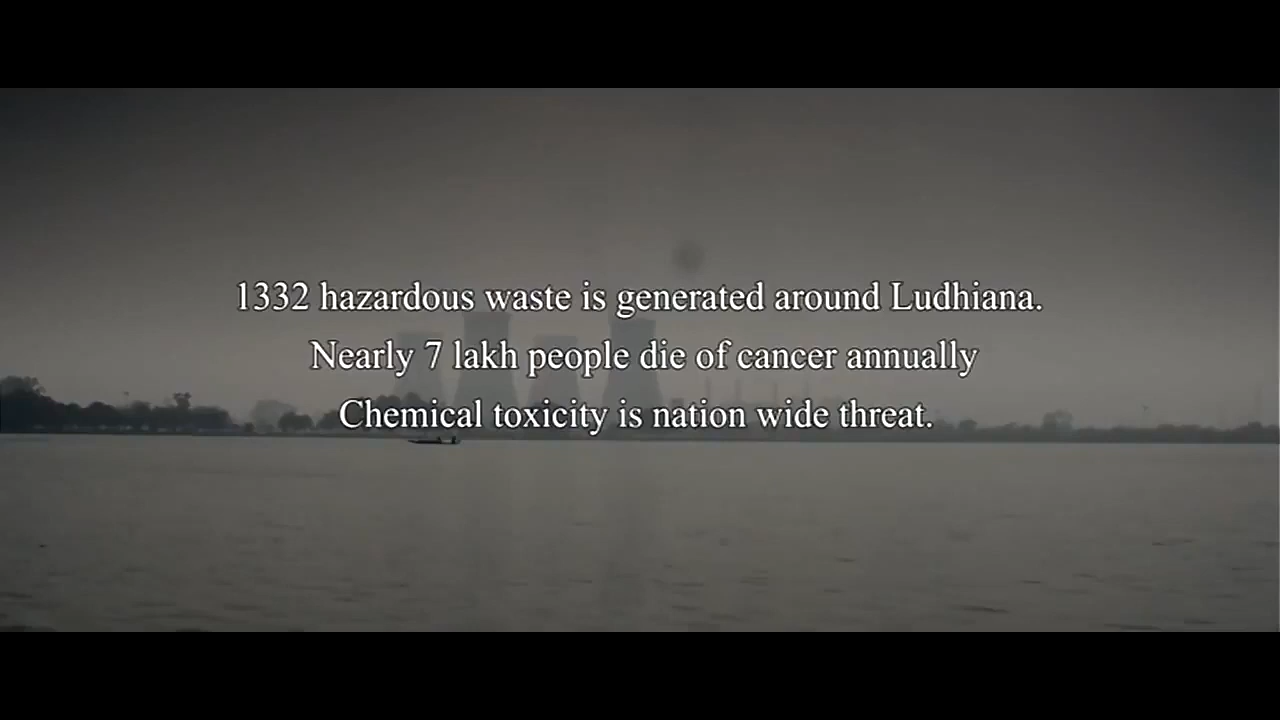 1332 hazardous waste is generated around Ludhiana.
Nearly 7 lakh people die of cancer annually
Chemical toxicity is nation wide threat.